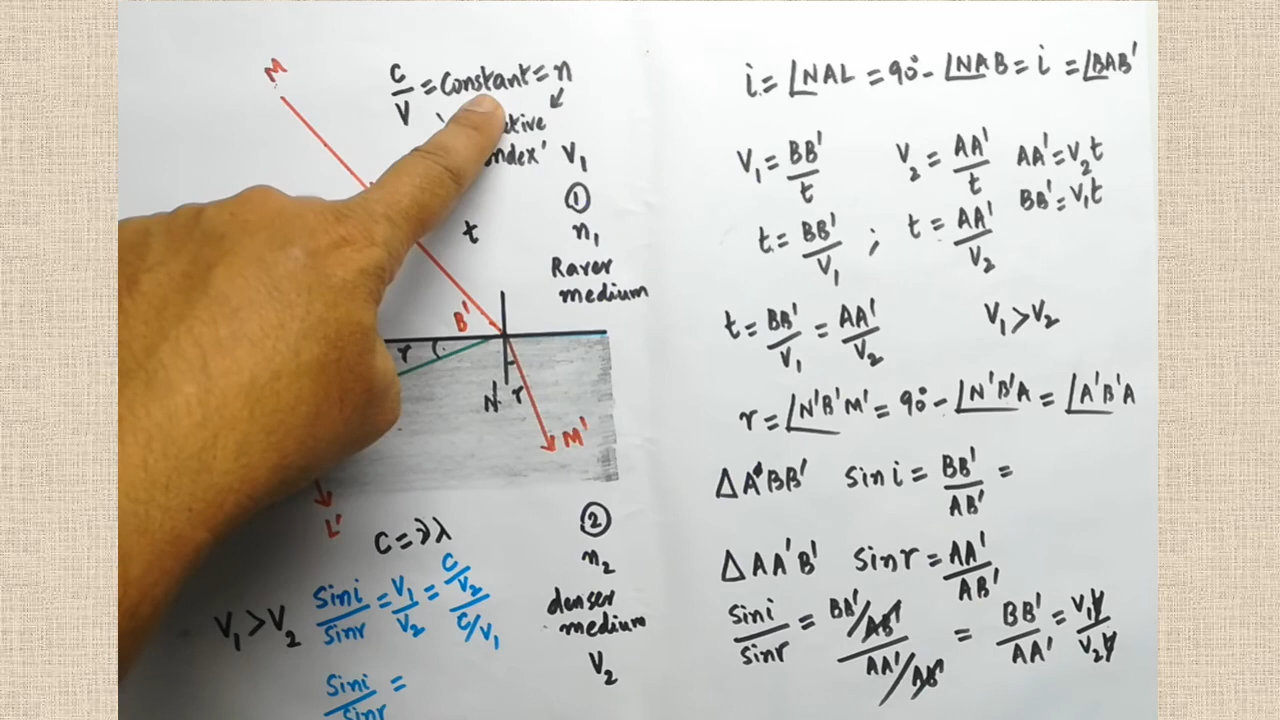 M
c/v = Constant = n
V₁
①
n₁
Rarer
medium
t
B'
r
N'
r
M'
L'
②
n₂
denser
medium
V₂
C = νλ
V₁ > V₂
Sin i/Sin r = V₁/V₂ = (C/V₂)/(C/V₁)
Sin i/Sin r =
i = ∠NAL = 90° - ∠NAB = i = ∠BAB'
V₁ = BB'/t V₂ = AA'/t AA' = V₂t
BB' = V₁t
t = BB'/V₁ ; t = AA'/V₂
t = BB'/V₁ = AA'/V₂ V₁ > V₂
r = ∠N'B'M' = 90° - ∠N'B'A = ∠A'B'A
ΔABB' Sin i = BB'/AB' =
ΔAA'B' Sin r = AA'/AB'
Sin i/Sin r = (BB'/AB')/(AA'/AB') = BB'/AA' = V₁t/V₂t